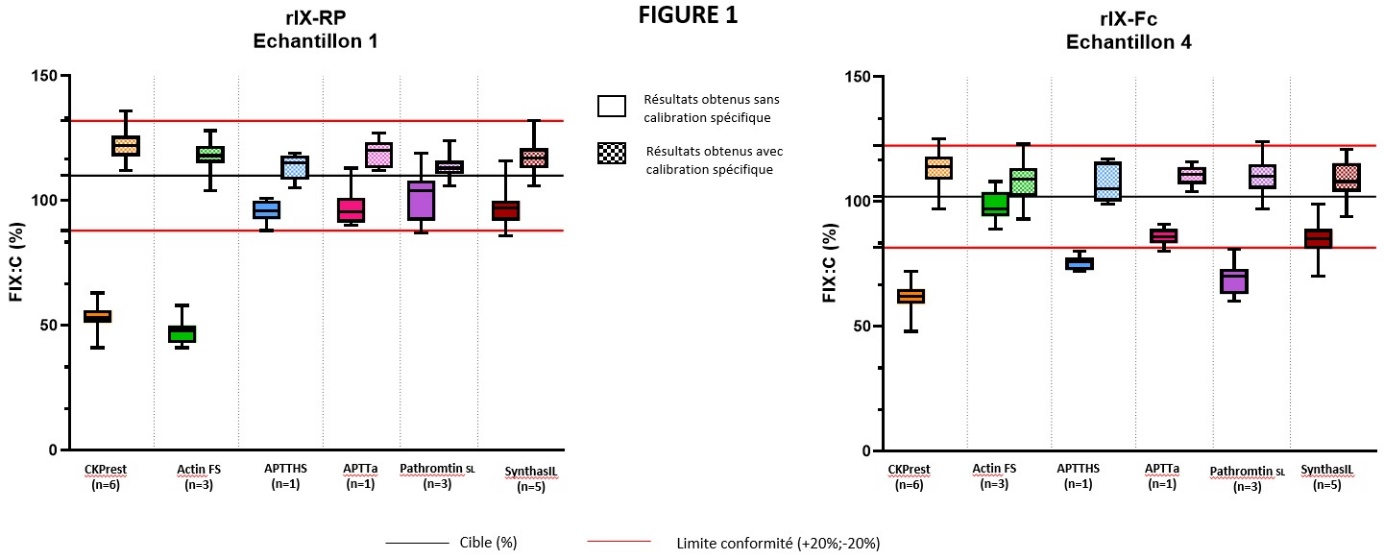 FIGURE 1
rIX-RP
Echantillon 1
FIX:C (%)
150
100
50
0
CKPrest
(n=6)
Actin FS
(n=3)
APTTHS
(n=1)
APTTa
(n=1)
Pathromtin SL
(n=3)
SynthasIL
(n=5)
Résultats obtenus sans
calibration spécifique
Résultats obtenus avec
calibration spécifique
rIX-Fc
Echantillon 4
FIX:C (%)
150
100
50
0
CKPrest
(n=6)
Actin FS
(n=3)
APTTHS
(n=1)
APTTa
(n=1)
Pathromtin SL
(n=3)
SynthasIL
(n=5)
Cible (%)
Limite conformité (+20%;-20%)